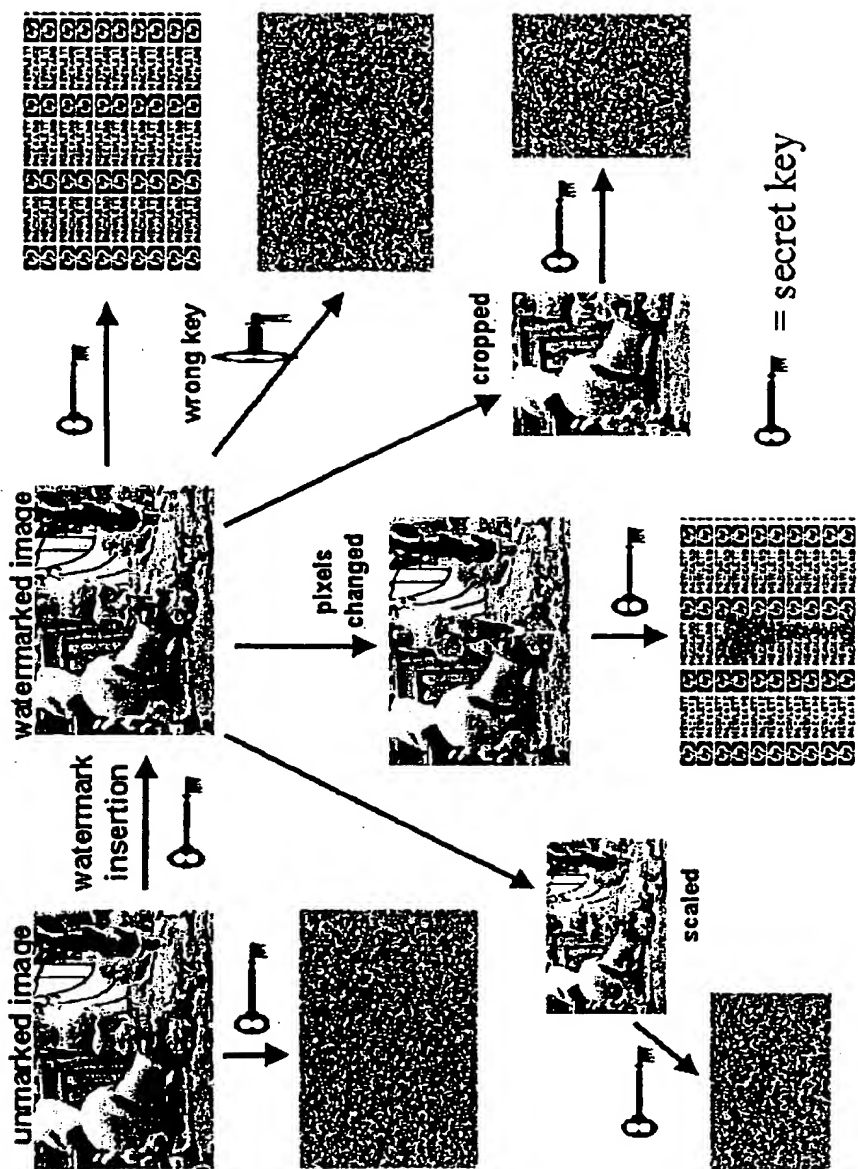 unmarked image
watermark
insertion
watermarked image
wrong key
pixels
changed
cropped
scaled
= secret key